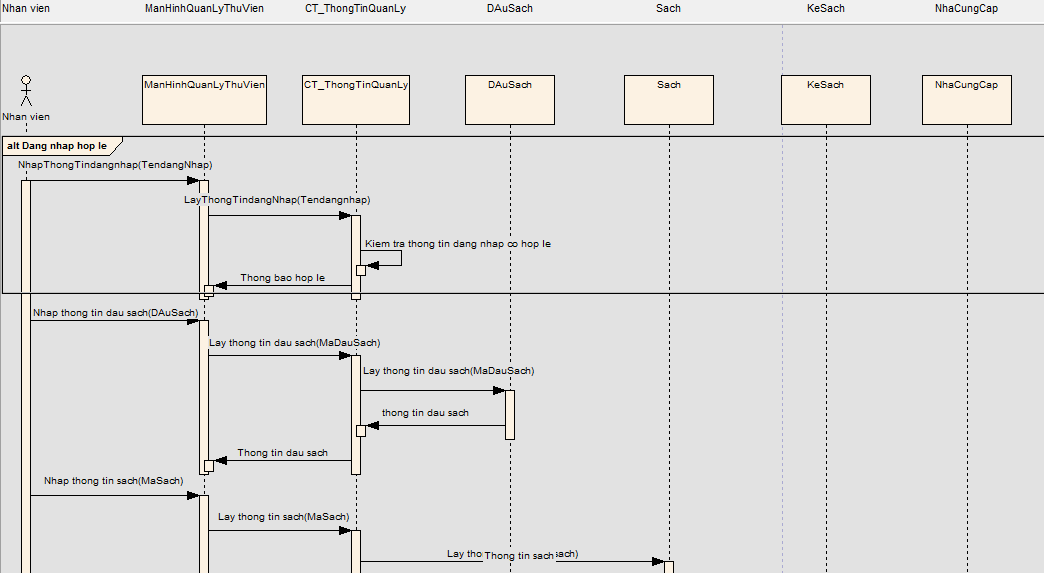 Nhan vien ManHinhQuanLyThuVien CT_ThongTinQuanLy DAuSach Sach KeSach NhaCungCap
ManHinhQuanLyThuVien CT_ThongTinQuanLy DAuSach Sach KeSach NhaCungCap
Nhan vien
alt Dang nhap hop le
NhapThongTindangnhap(TendangNhap)
LayThongTindangNhap(Tendangnhap)
Kiem tra thong tin dang nhap co hop le
Thong bao hop le
Nhap thong tin dau sach(DAuSach)
Lay thong tin dau sach(MaDauSach)
Lay thong tin dau sach(MaDauSach)
thong tin dau sach
Thong tin dau sach
Nhap thong tin sach(MaSach)
Lay thong tin sach(MaSach)
Lay Thong tin sach